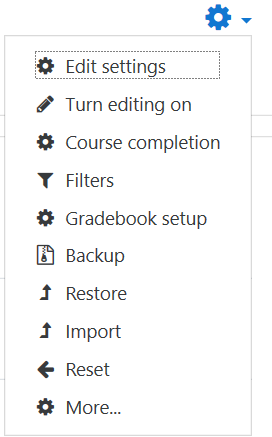 Edit settings
Turn editing on
Course completion
Filters
Gradebook setup
Backup
Restore
Import
Reset
More...